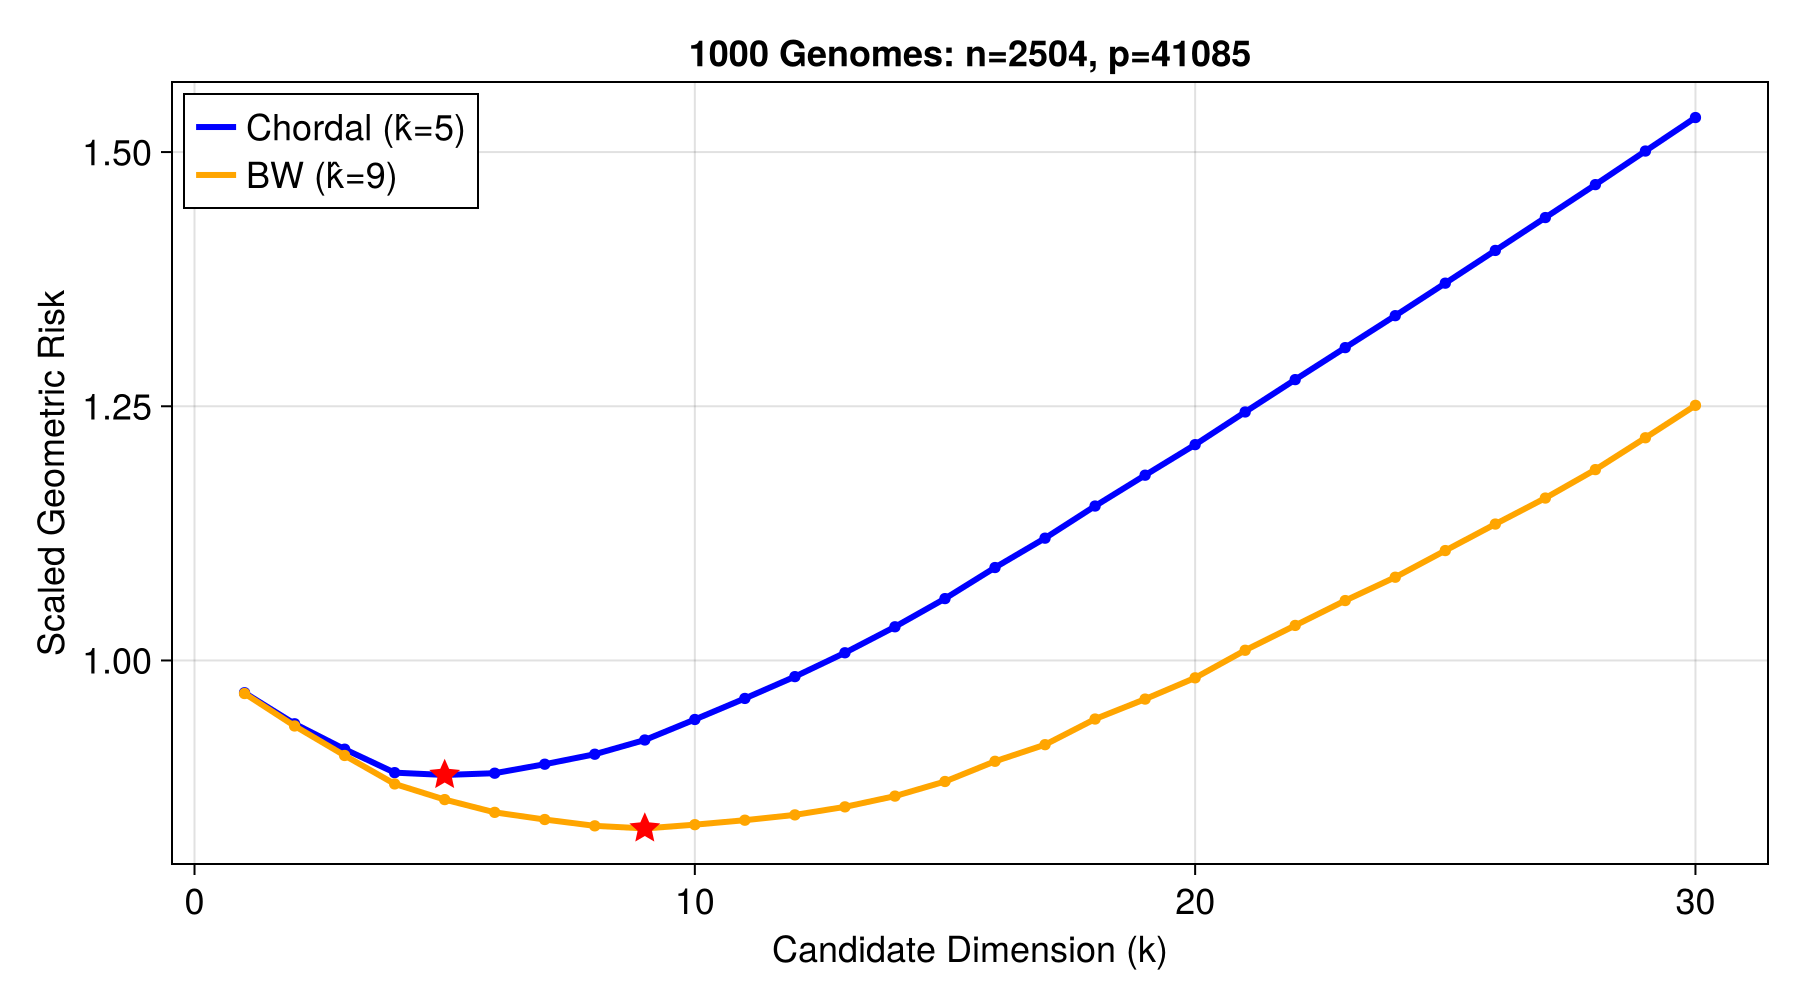 1000 Genomes: n=2504, p=41085
Chordal (k̂=5)
BW (k̂=9)
1.50
1.25
1.00
Scaled Geometric Risk
0 10 20 30
Candidate Dimension (k)